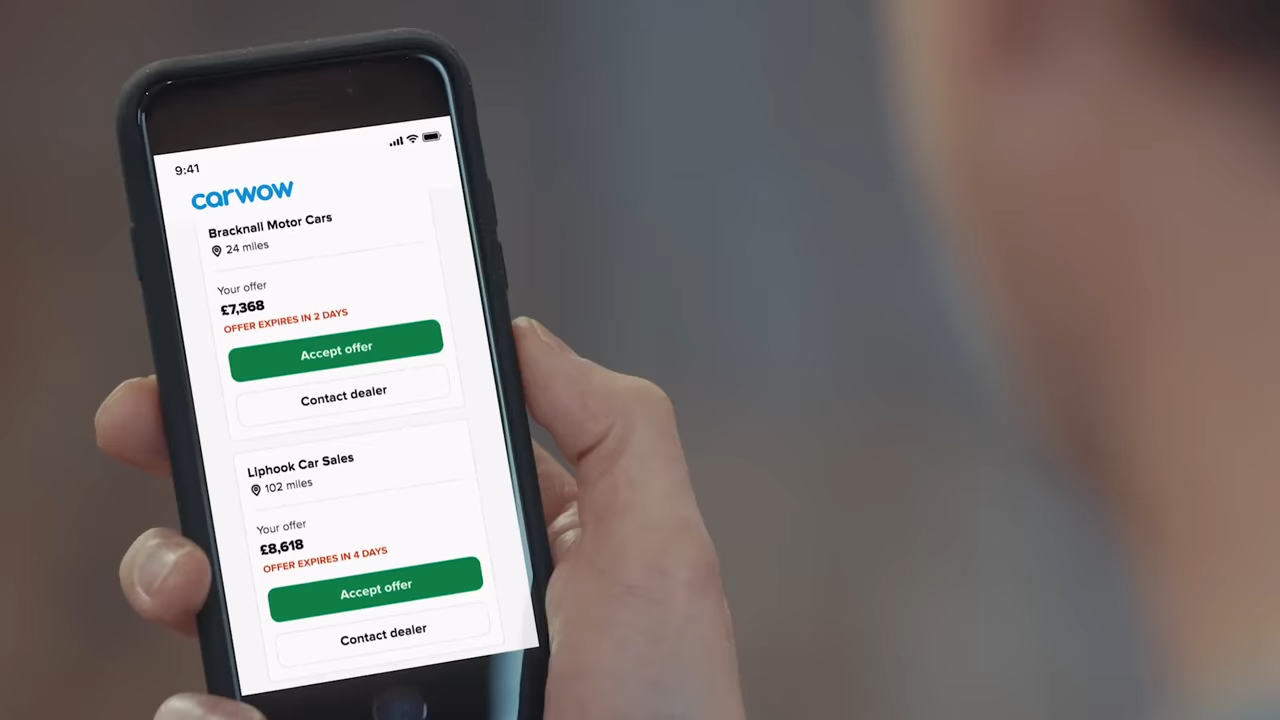 9:41
carwow
Bracknall Motor Cars
24 miles
Your offer
£7,368
OFFER EXPIRES IN 2 DAYS
Accept offer
Contact dealer
Liphook Car Sales
102 miles
Your offer
£8,618
OFFER EXPIRES IN 4 DAYS
Accept offer
Contact dealer